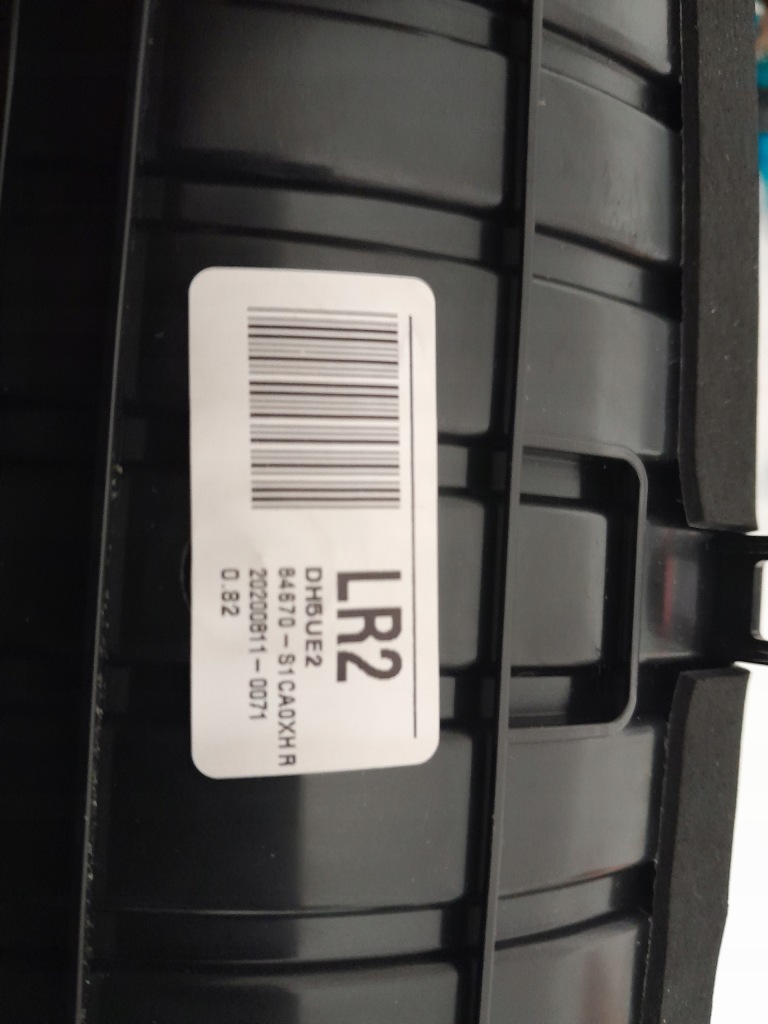 LR2
DH5UE2
84670-S1CA0XH R
20200811-0071
0.82